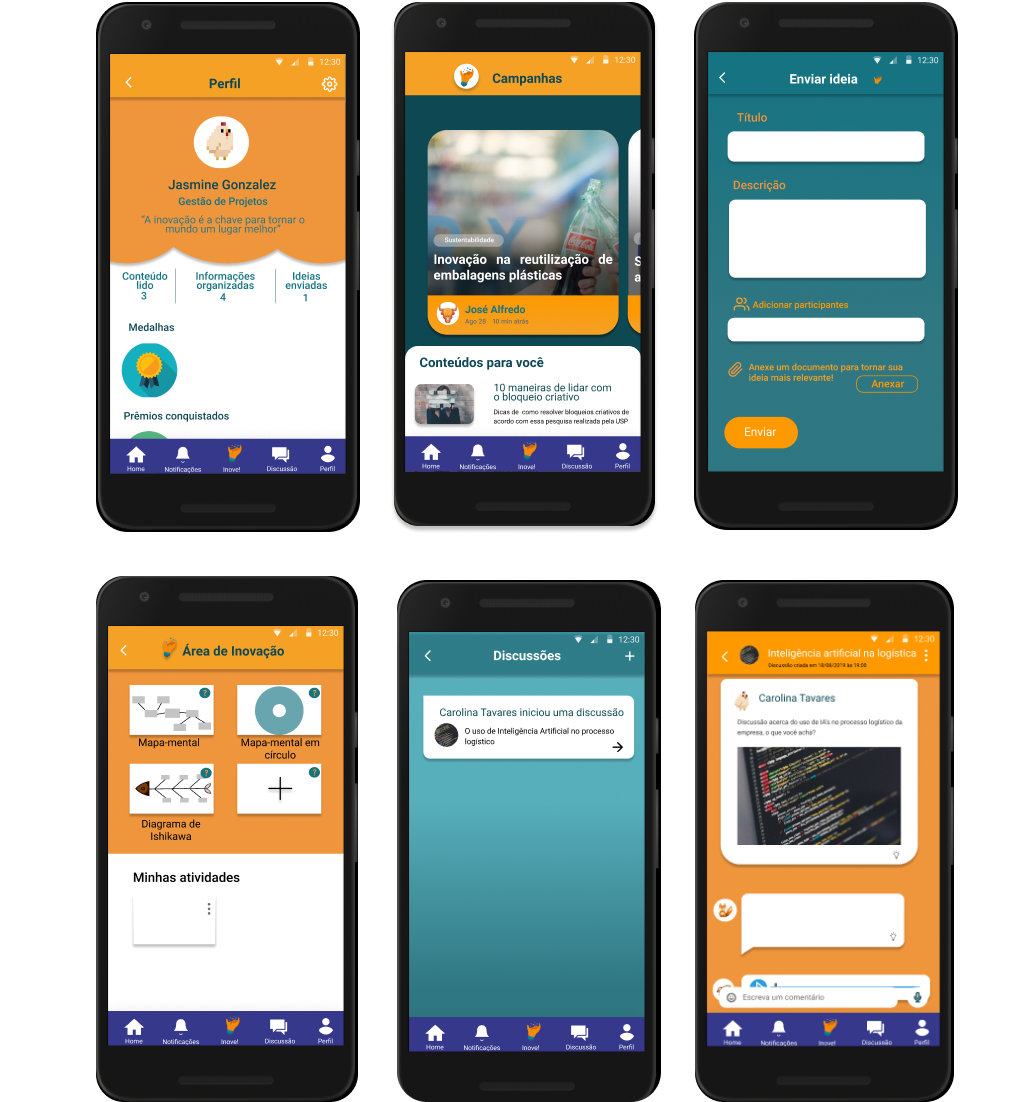 12:30
Perfil
Jasmine Gonzalez
Gestão de Projetos
"A inovação é a chave para tornar o
mundo um lugar melhor"
Conteúdo
lido
3
Informações
organizadas
4
Ideias
enviadas
1
Medalhas
Prêmios conquistados
Home
Notificações
Inove!
Discussão
Perfil
12:30
Campanhas
Sustentabilidade
Inovação na reutilização de
embalagens plásticas
S
a
José Alfredo
Ago 28 10 min atrás
Conteúdos para você
10 maneiras de lidar com
o bloqueio criativo
Dicas de como resolver bloqueios criativos de
acordo com essa pesquisa realizada pela USP
Home
Notificações
Inove!
Discussão
Perfil
12:30
Enviar ideia
Título
Descrição
Adicionar participantes
Anexe um documento para tornar sua
ideia mais relevante!
Anexar
Enviar
12:30
Área de Inovação
?
?
Mapa-mental
Mapa-mental em
círculo
?
?
Diagrama de
Ishikawa
Minhas atividades
Home
Notificações
Inove!
Discussão
Perfil
12:30
Discussões
Carolina Tavares iniciou uma discussão
O uso de Inteligência Artificial no processo
logístico
Home
Notificações
Inove!
Discussão
Perfil
12:30
Inteligência artificial na logística
Discussão criada em 18/08/2019 às 19:00
Carolina Tavares
Discussão acerca do uso de IA's no processo logístico da
empresa, o que você acha?
Escreva um comentário
Home
Notificações
Inove!
Discussão
Perfil